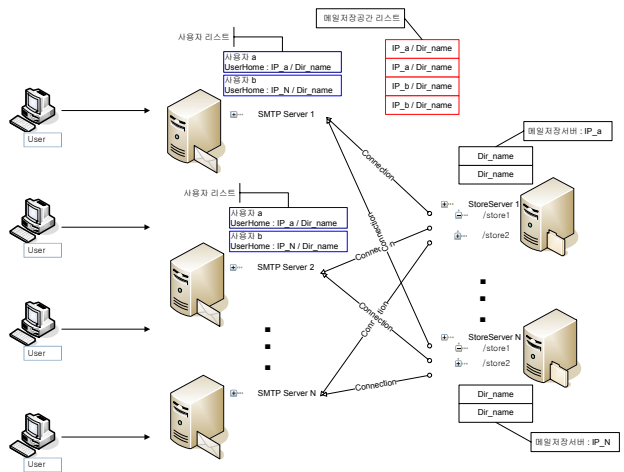 메일저장공간 리스트
사용자 리스트
사용자 a
UserHome : IP_a / Dir_name
사용자 b
UserHome : IP_N / Dir_name
IP_a / Dir_name
IP_a / Dir_name
IP_b / Dir_name
IP_b / Dir_name
User
SMTP Server 1
메일저장서버 : IP_a
Dir_name
Dir_name
Connection
Connection
사용자 리스트
사용자 a
UserHome : IP_a / Dir_name
사용자 b
UserHome : IP_N / Dir_name
StoreServer 1
/store1
/store2
User
SMTP Server 2
Connection
Connection
Connection
User
StoreServer N
/store1
/store2
SMTP Server N
Connection
Dir_name
Dir_name
메일저장서버 : IP_N
User